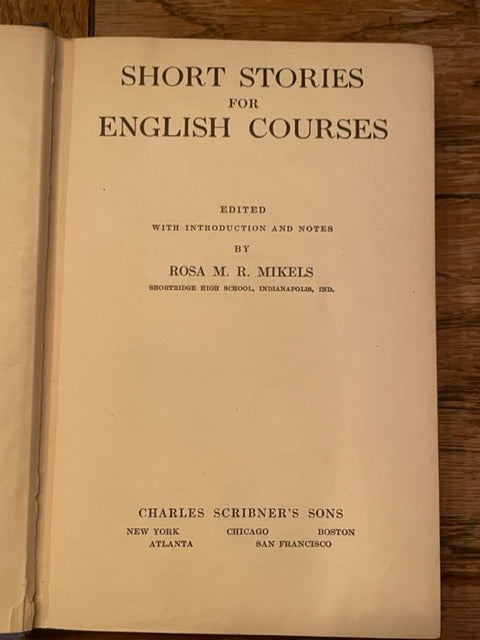 SHORT STORIES
FOR
ENGLISH COURSES
EDITED
WITH INTRODUCTION AND NOTES
BY
ROSA M. R. MIKELS
SHORTRIDGE HIGH SCHOOL, INDIANAPOLIS, IND.
CHARLES SCRIBNER'S SONS
NEW YORK CHICAGO BOSTON
ATLANTA SAN FRANCISCO